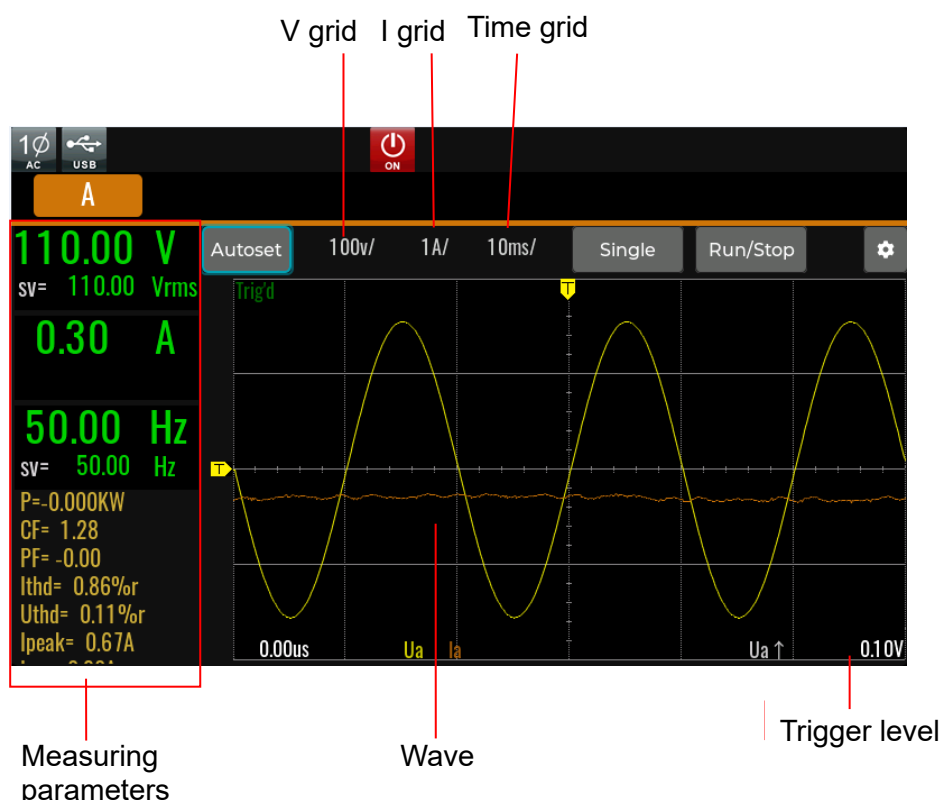 V grid I grid Time grid
1Ø
AC USB ON
A
110.00 V
sv= 110.00 Vrms
0.30 A
50.00 Hz
sv= 50.00 Hz
P=-0.000KW
CF= 1.28
PF= -0.00
Ithd= 0.86%r
Uthd= 0.11%r
Ipeak= 0.67A
Autoset 100v/ 1A/ 10ms/ Single Run/Stop
Trig'd T
T
0.00us Ua Ia Ua ↑ 0.10V
Measuring
parameters
Wave
Trigger level